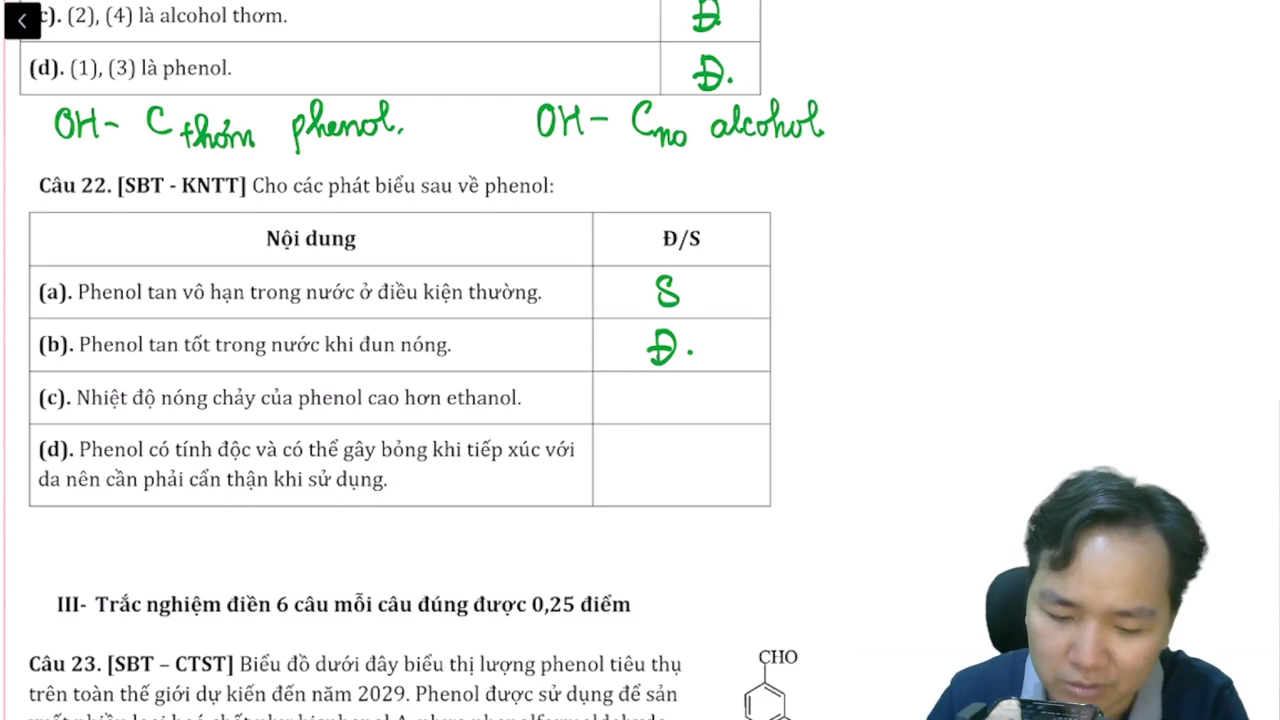 c). (2), (4) là alcohol thơm.
Đ
(d). (1), (3) là phenol.
Đ.
OH- C thơm phenol.
OH- C no alcohol
Câu 22. [SBT - KNTT] Cho các phát biểu sau về phenol:
Nội dung
Đ/S
(a). Phenol tan vô hạn trong nước ở điều kiện thường.
S
(b). Phenol tan tốt trong nước khi đun nóng.
Đ.
(c). Nhiệt độ nóng chảy của phenol cao hơn ethanol.
(d). Phenol có tính độc và có thể gây bỏng khi tiếp xúc với
da nên cần phải cẩn thận khi sử dụng.
III- Trắc nghiệm điền 6 câu mỗi câu đúng được 0,25 điểm
Câu 23. [SBT – CTST] Biểu đồ dưới đây biểu thị lượng phenol tiêu thụ
CHO
trên toàn thế giới dự kiến đến năm 2029. Phenol được sử dụng để sản